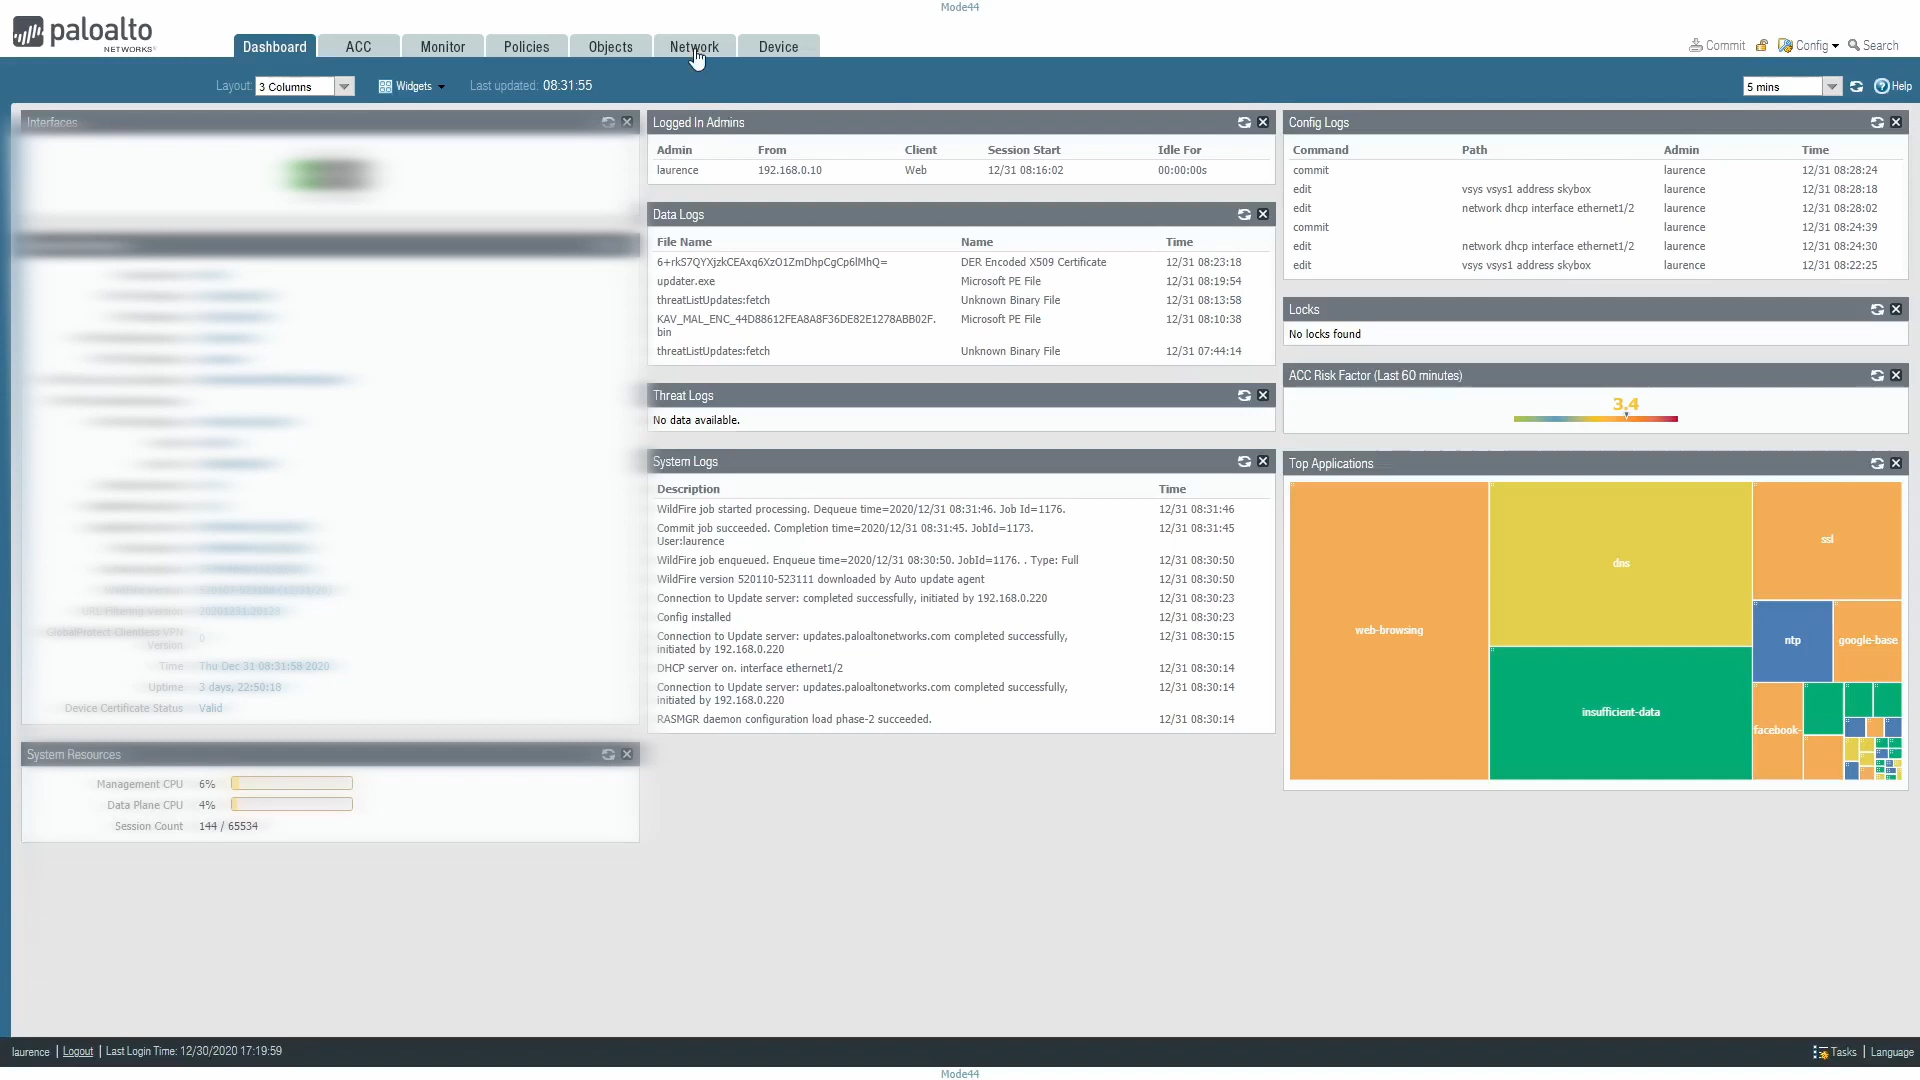 Mode44
paloalto
NETWORKS®
Dashboard
ACC
Monitor
Policies
Objects
Network
Device
Commit
Config
Search
Layout: 3 Columns
Widgets
Last updated: 08:31:55
5 mins
Help
Interfaces
URL Filtering Version 20201231.20123
GlobalProtect Clientless VPN Version 0
Time Thu Dec 31 08:31:58 2020
Uptime 3 days, 22:50:18
Device Certificate Status Valid
System Resources
Management CPU 6%
Data Plane CPU 4%
Session Count 144 / 65534
Logged In Admins
Admin From Client Session Start Idle For
laurence 192.168.0.10 Web 12/31 08:16:02 00:00:00s
Data Logs
File Name Name Time
6+rkS7QYXjzkCEAxq6XzO1ZmDhpCgCp6lMhQ= DER Encoded X509 Certificate 12/31 08:23:18
updater.exe Microsoft PE File 12/31 08:19:54
threatListUpdates:fetch Unknown Binary File 12/31 08:13:58
KAV_MAL_ENC_44D88612FEA8A8F36DE82E1278ABB02F. Microsoft PE File 12/31 08:10:38
bin
threatListUpdates:fetch Unknown Binary File 12/31 07:44:14
Threat Logs
No data available.
System Logs
Description Time
WildFire job started processing. Dequeue time=2020/12/31 08:31:46. Job Id=1176. 12/31 08:31:46
Commit job succeeded. Completion time=2020/12/31 08:31:45. JobId=1173. 12/31 08:31:45
User:laurence
WildFire job enqueued. Enqueue time=2020/12/31 08:30:50. JobId=1176. . Type: Full 12/31 08:30:50
WildFire version 520110-523111 downloaded by Auto update agent 12/31 08:30:50
Connection to Update server: completed successfully, initiated by 192.168.0.220 12/31 08:30:23
Config installed 12/31 08:30:23
Connection to Update server: updates.paloaltonetworks.com completed successfully, 12/31 08:30:15
initiated by 192.168.0.220
DHCP server on. interface ethernet1/2 12/31 08:30:14
Connection to Update server: updates.paloaltonetworks.com completed successfully, 12/31 08:30:14
initiated by 192.168.0.220
RASMGR daemon configuration load phase-2 succeeded. 12/31 08:30:14
Config Logs
Command Path Admin Time
commit laurence 12/31 08:28:24
edit vsys vsys1 address skybox laurence 12/31 08:28:18
edit network dhcp interface ethernet1/2 laurence 12/31 08:28:02
commit laurence 12/31 08:24:39
edit network dhcp interface ethernet1/2 laurence 12/31 08:24:30
edit vsys vsys1 address skybox laurence 12/31 08:22:25
Locks
No locks found
ACC Risk Factor (Last 60 minutes)
3.4
Top Applications
web-browsing
dns
insufficient-data
ssl
ntp
google-base
facebook-
laurence | Logout | Last Login Time: 12/30/2020 17:19:59
Tasks | Language
Mode44